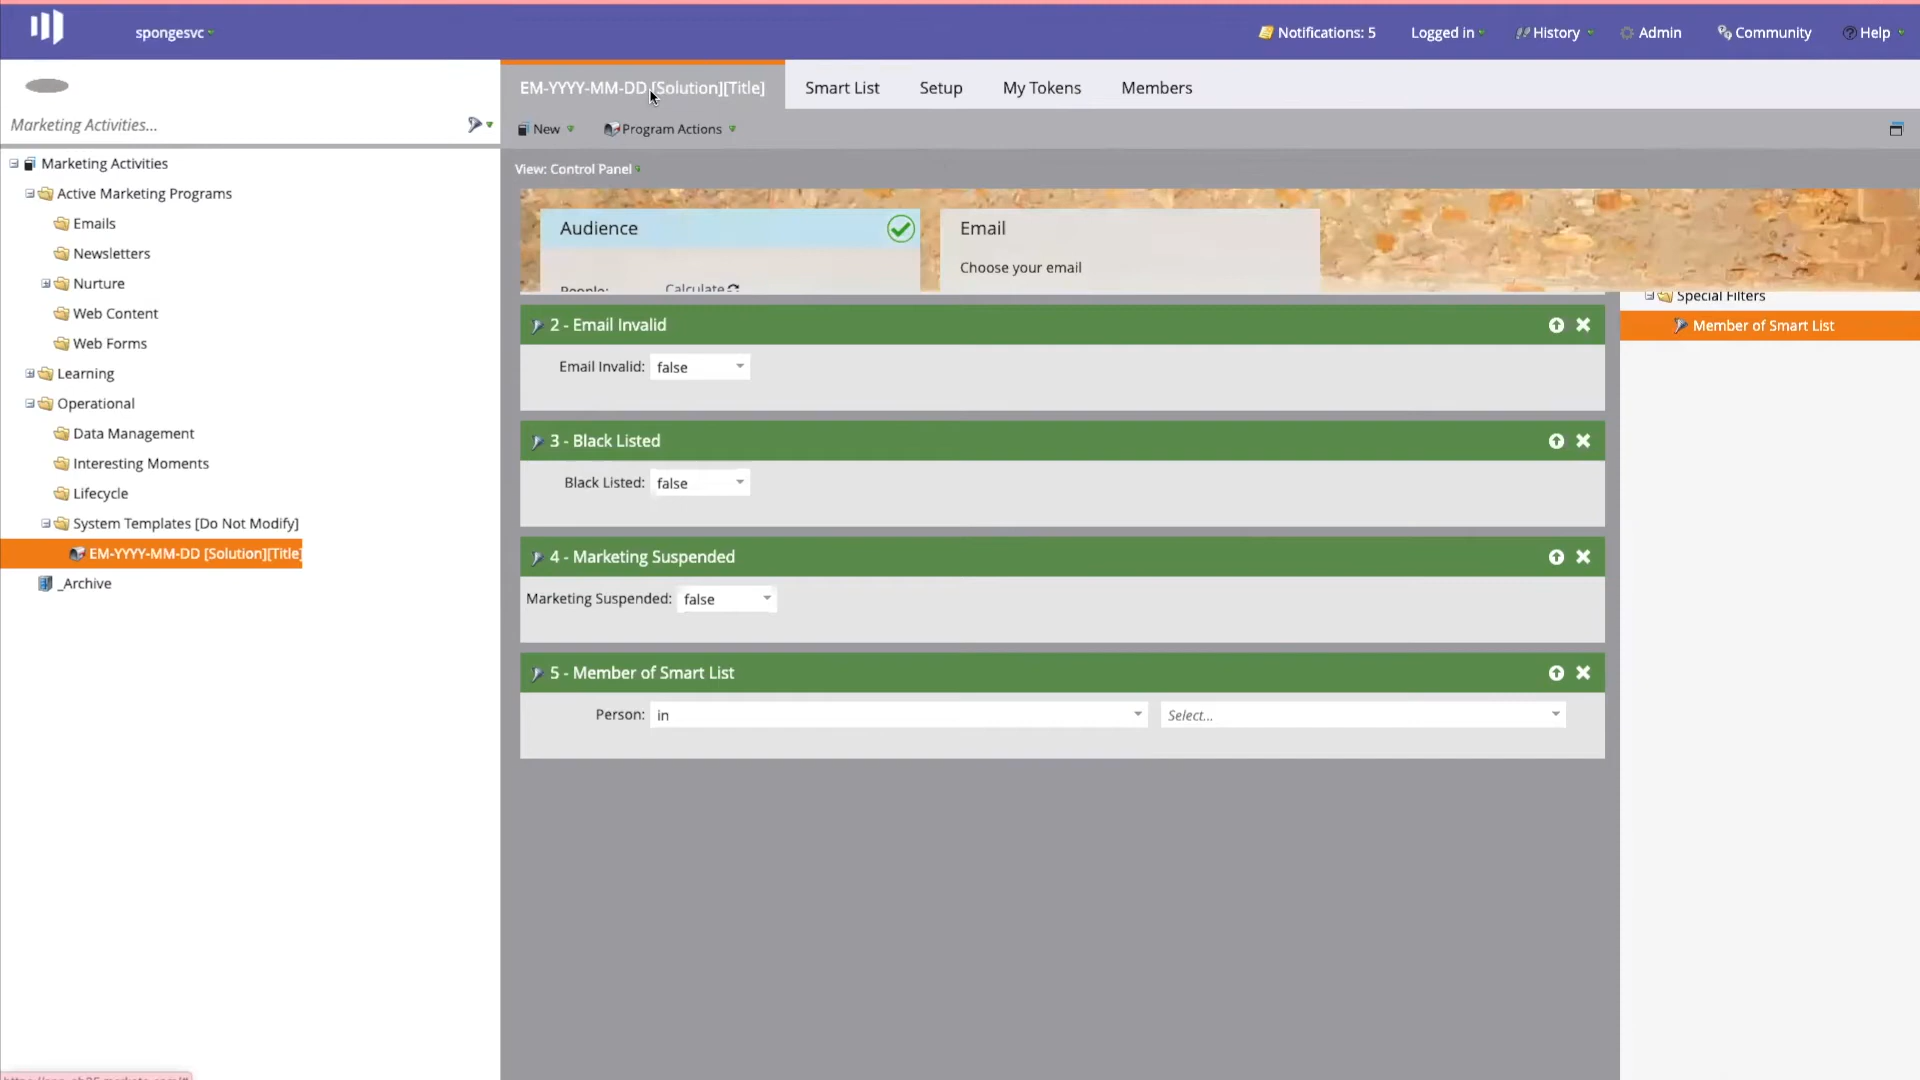 spongesvc
Notifications: 5
Logged in
History
Admin
Community
Help
Marketing Activities...
Marketing Activities
Active Marketing Programs
Emails
Newsletters
Nurture
Web Content
Web Forms
Learning
Operational
Data Management
Interesting Moments
Lifecycle
System Templates [Do Not Modify]
EM-YYYY-MM-DD [Solution][Title]
_Archive
EM-YYYY-MM-DD [Solution][Title]
Smart List
Setup
My Tokens
Members
New
Program Actions
View: Control Panel
Audience
People:
Calculate
Email
Choose your email
2 - Email Invalid
Email Invalid: false
3 - Black Listed
Black Listed: false
4 - Marketing Suspended
Marketing Suspended: false
5 - Member of Smart List
Person: in
Select...
Special Filters
Member of Smart List